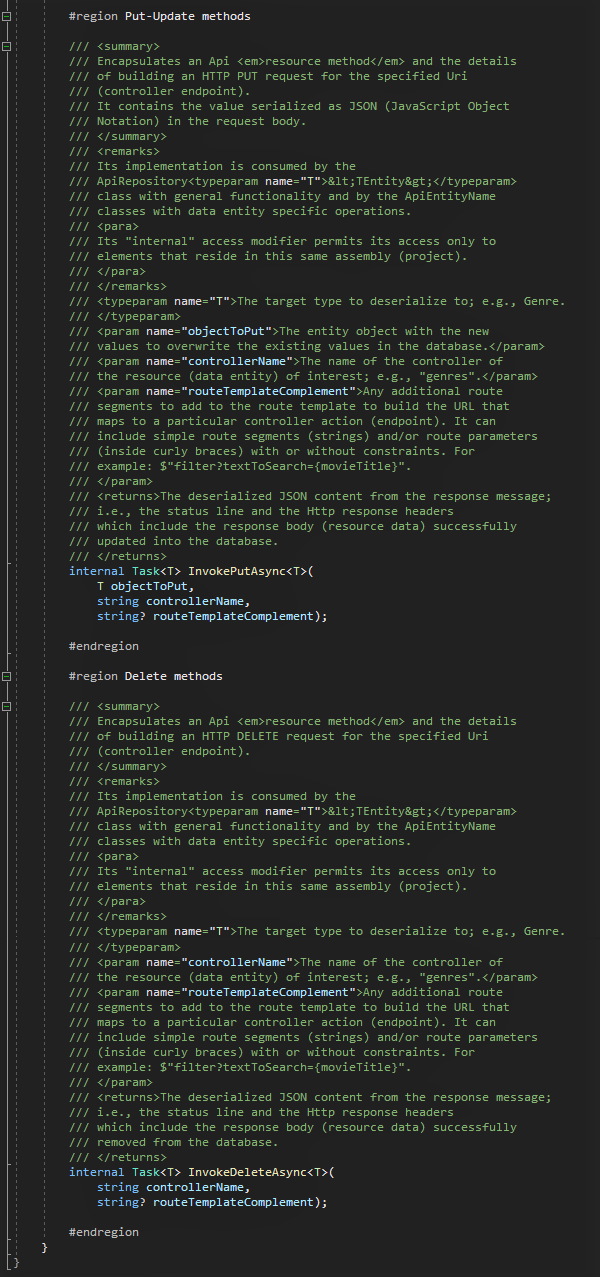 #region Put-Update methods
/// <summary>
/// Encapsulates an Api <em>resource method</em> and the details
/// of building an HTTP PUT request for the specified Uri
/// (controller endpoint).
/// It contains the value serialized as JSON (JavaScript Object
/// Notation) in the request body.
/// </summary>
/// <remarks>
/// Its implementation is consumed by the
/// ApiRepository<typeparam name="T">&lt;TEntity&gt;</typeparam>
/// class with general functionality and by the ApiEntityName
/// classes with data entity specific operations.
/// <para>
/// Its "internal" access modifier permits its access only to
/// elements that reside in this same assembly (project).
/// </para>
/// </remarks>
/// <typeparam name="T">The target type to deserialize to; e.g., Genre.
/// </typeparam>
/// <param name="objectToPut">The entity object with the new
/// values to overwrite the existing values in the database.</param>
/// <param name="controllerName">The name of the controller of
/// the resource (data entity) of interest; e.g., "genres".</param>
/// <param name="routeTemplateComplement">Any additional route
/// segments to add to the route template to build the URL that
/// maps to a particular controller action (endpoint). It can
/// include simple route segments (strings) and/or route parameters
/// (inside curly braces) with or without constraints. For
/// example: $"filter?textToSearch={movieTitle}".
/// </param>
/// <returns>The deserialized JSON content from the response message;
/// i.e., the status line and the Http response headers
/// which include the response body (resource data) successfully
/// updated into the database.
/// </returns>
internal Task<T> InvokePutAsync<T>(
T objectToPut,
string controllerName,
string? routeTemplateComplement);
#endregion
#region Delete methods
/// <summary>
/// Encapsulates an Api <em>resource method</em> and the details
/// of building an HTTP DELETE request for the specified Uri
/// (controller endpoint).
/// </summary>
/// <remarks>
/// Its implementation is consumed by the
/// ApiRepository<typeparam name="T">&lt;TEntity&gt;</typeparam>
/// class with general functionality and by the ApiEntityName
/// classes with data entity specific operations.
/// <para>
/// Its "internal" access modifier permits its access only to
/// elements that reside in this same assembly (project).
/// </para>
/// </remarks>
/// <typeparam name="T">The target type to deserialize to; e.g., Genre.
/// </typeparam>
/// <param name="controllerName">The name of the controller of
/// the resource (data entity) of interest; e.g., "genres".</param>
/// <param name="routeTemplateComplement">Any additional route
/// segments to add to the route template to build the URL that
/// maps to a particular controller action (endpoint). It can
/// include simple route segments (strings) and/or route parameters
/// (inside curly braces) with or without constraints. For
/// example: $"filter?textToSearch={movieTitle}".
/// </param>
/// <returns>The deserialized JSON content from the response message;
/// i.e., the status line and the Http response headers
/// which include the response body (resource data) successfully
/// removed from the database.
/// </returns>
internal Task<T> InvokeDeleteAsync<T>(
string controllerName,
string? routeTemplateComplement);
#endregion
}
}